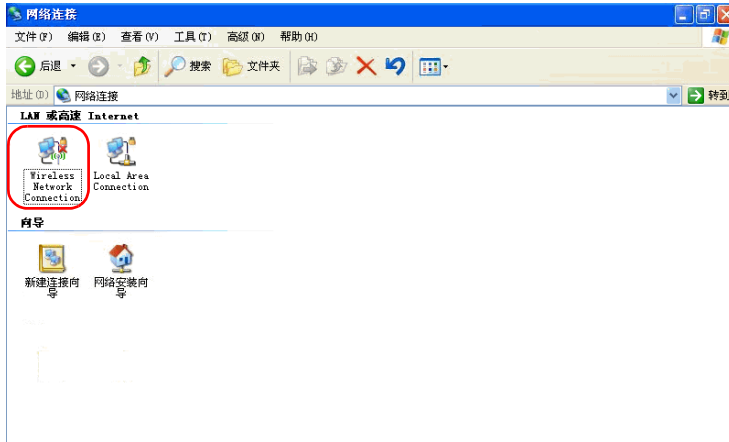 网络连接
文件(F) 编辑(E) 查看(V) 工具(T) 高级(N) 帮助(H)
后退 搜索 文件夹
地址(D) 网络连接 转到
LAN 或高速 Internet
Wireless Network Connection
Local Area Connection
向导
新建连接向导
网络安装向导